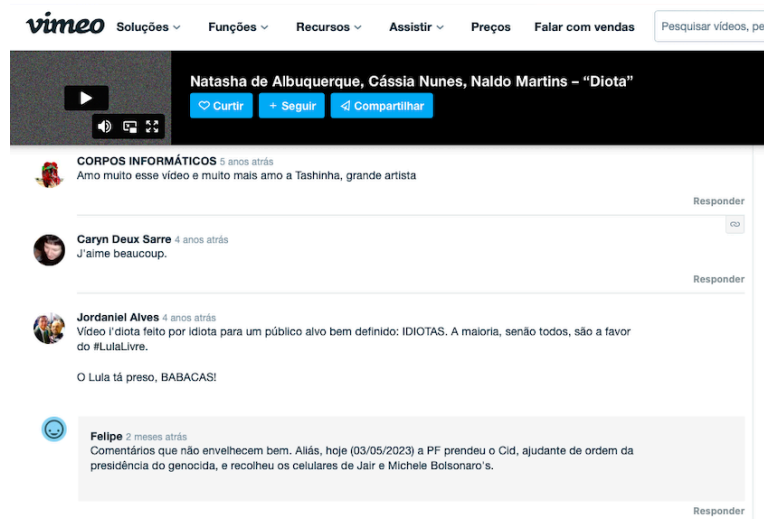 vimeo Soluções Funções Recursos Assistir Preços Falar com vendas Pesquisar vídeos, pe
Natasha de Albuquerque, Cássia Nunes, Naldo Martins – “Diota”
Curtir + Seguir Compartilhar
CORPOS INFORMÁTICOS 5 anos atrás
Amo muito esse vídeo e muito mais amo a Tashinha, grande artista
Responder
Caryn Deux Sarre 4 anos atrás
J'aime beaucoup.
Responder
Jordaniel Alves 4 anos atrás
Vídeo i'diota feito por idiota para um público alvo bem definido: IDIOTAS. A maioria, senão todos, são a favor
do #LulaLivre.
O Lula tá preso, BABACAS!
Felipe 2 meses atrás
Comentários que não envelhecem bem. Aliás, hoje (03/05/2023) a PF prendeu o Cid, ajudante de ordem da
presidência do genocida, e recolheu os celulares de Jair e Michele Bolsonaro's.
Responder